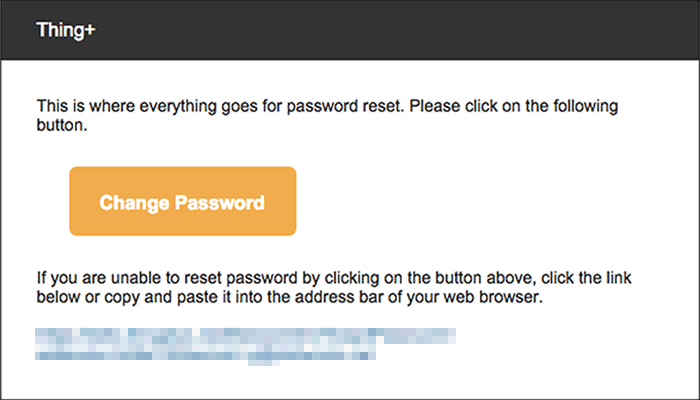 Thing+
This is where everything goes for password reset. Please click on the following
button.
Change Password
If you are unable to reset password by clicking on the button above, click the link
below or copy and paste it into the address bar of your web browser.